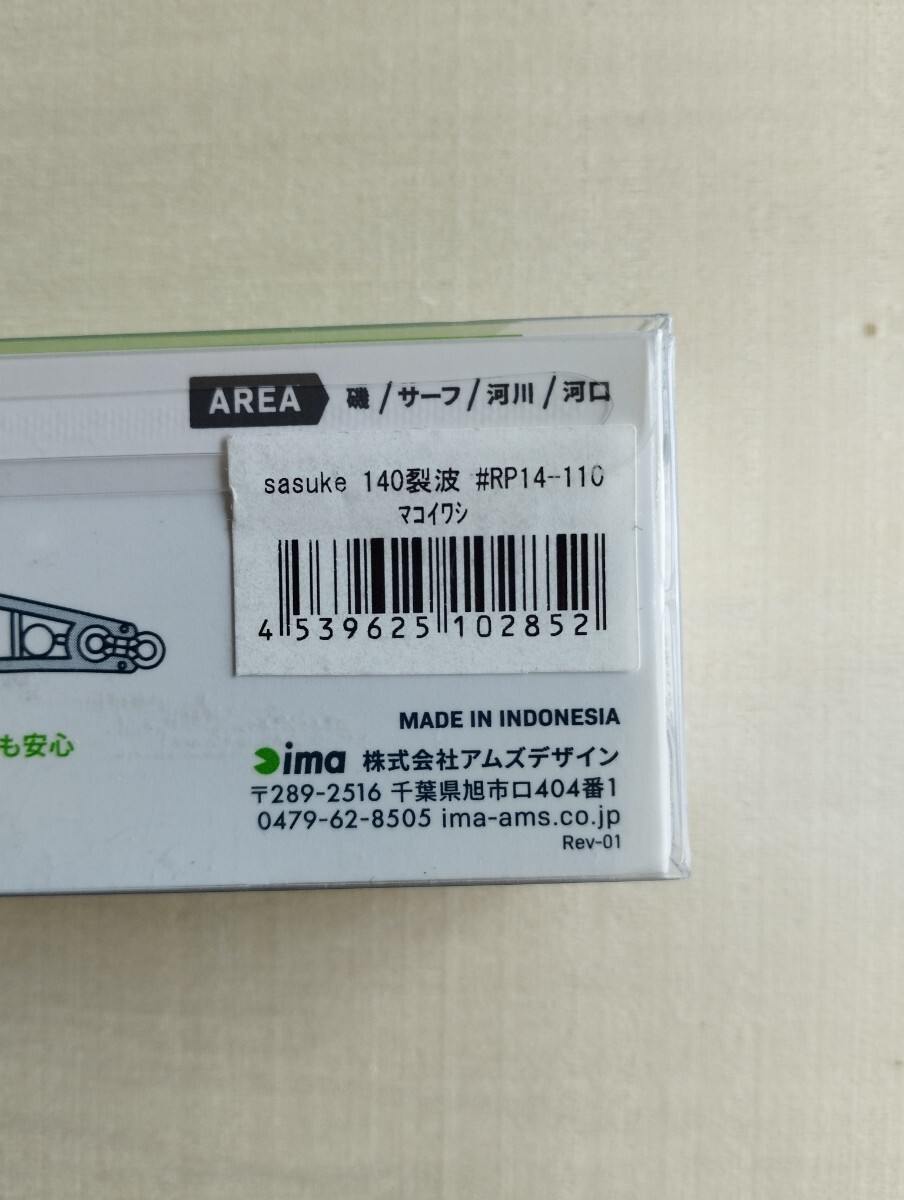 AREA 磯/サーフ/河川/河口
sasuke 140裂波 #RP14-110
マコイワシ
4 539625 102852
も安心
MADE IN INDONESIA
ima 株式会社アムズデザイン
〒289-2516 千葉県旭市口404番1
0479-62-8505 ima-ams.co.jp
Rev-01